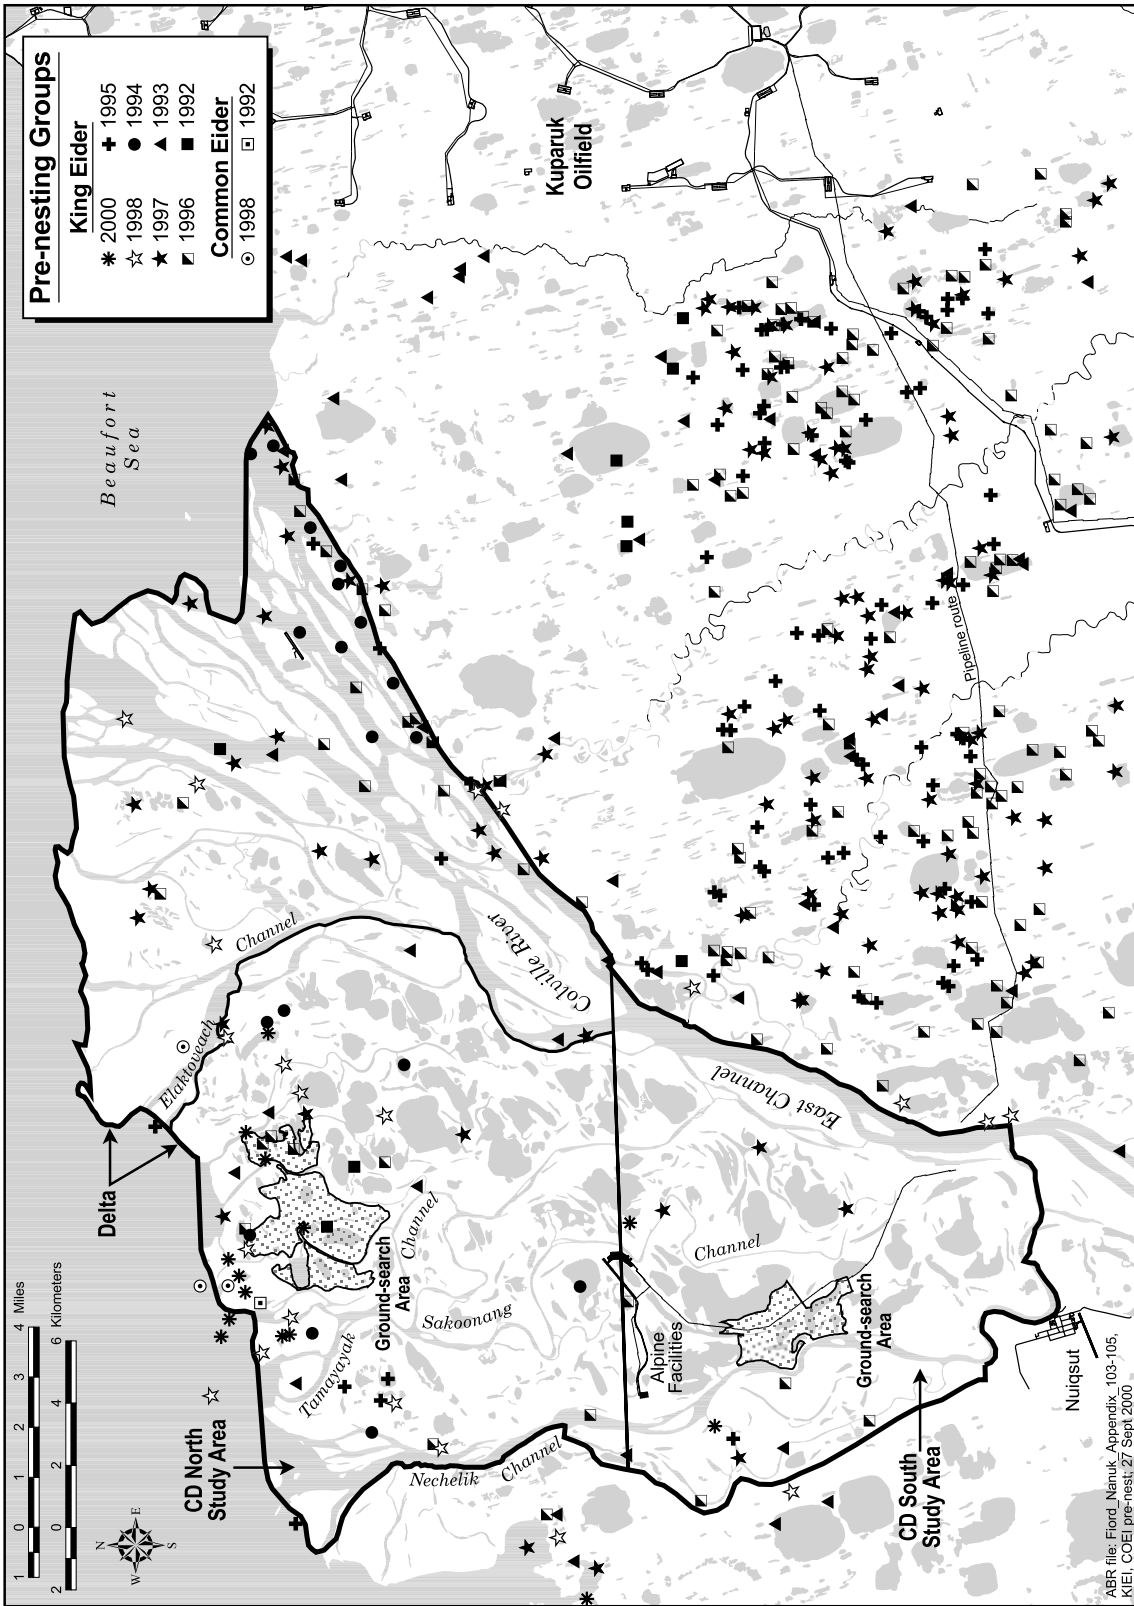 Pre-nesting Groups
King Eider
2000 1995
1998 1994
1997 1993
1996 1992
Common Eider
1998 1992
Beaufort
Sea
Kuparuk
Oilfield
1 0 1 2 3 4 Miles
2 0 2 4 6 Kilometers
N
E
S
W
Delta
CD North
Study Area
Elaktoveach
Channel
Colville River
East Channel
Tamayayak
Channel
Sakoonang
Channel
Ground-search
Area
Nechelik
Channel
Alpine
Facilities
Ground-search
Area
CD South
Study Area
Pipeline route
Nuiqsut
ABR file: Fiord_Nanuk_Appendix_103-105,
KIEI, COEI pre-nest; 27 Sept 2000